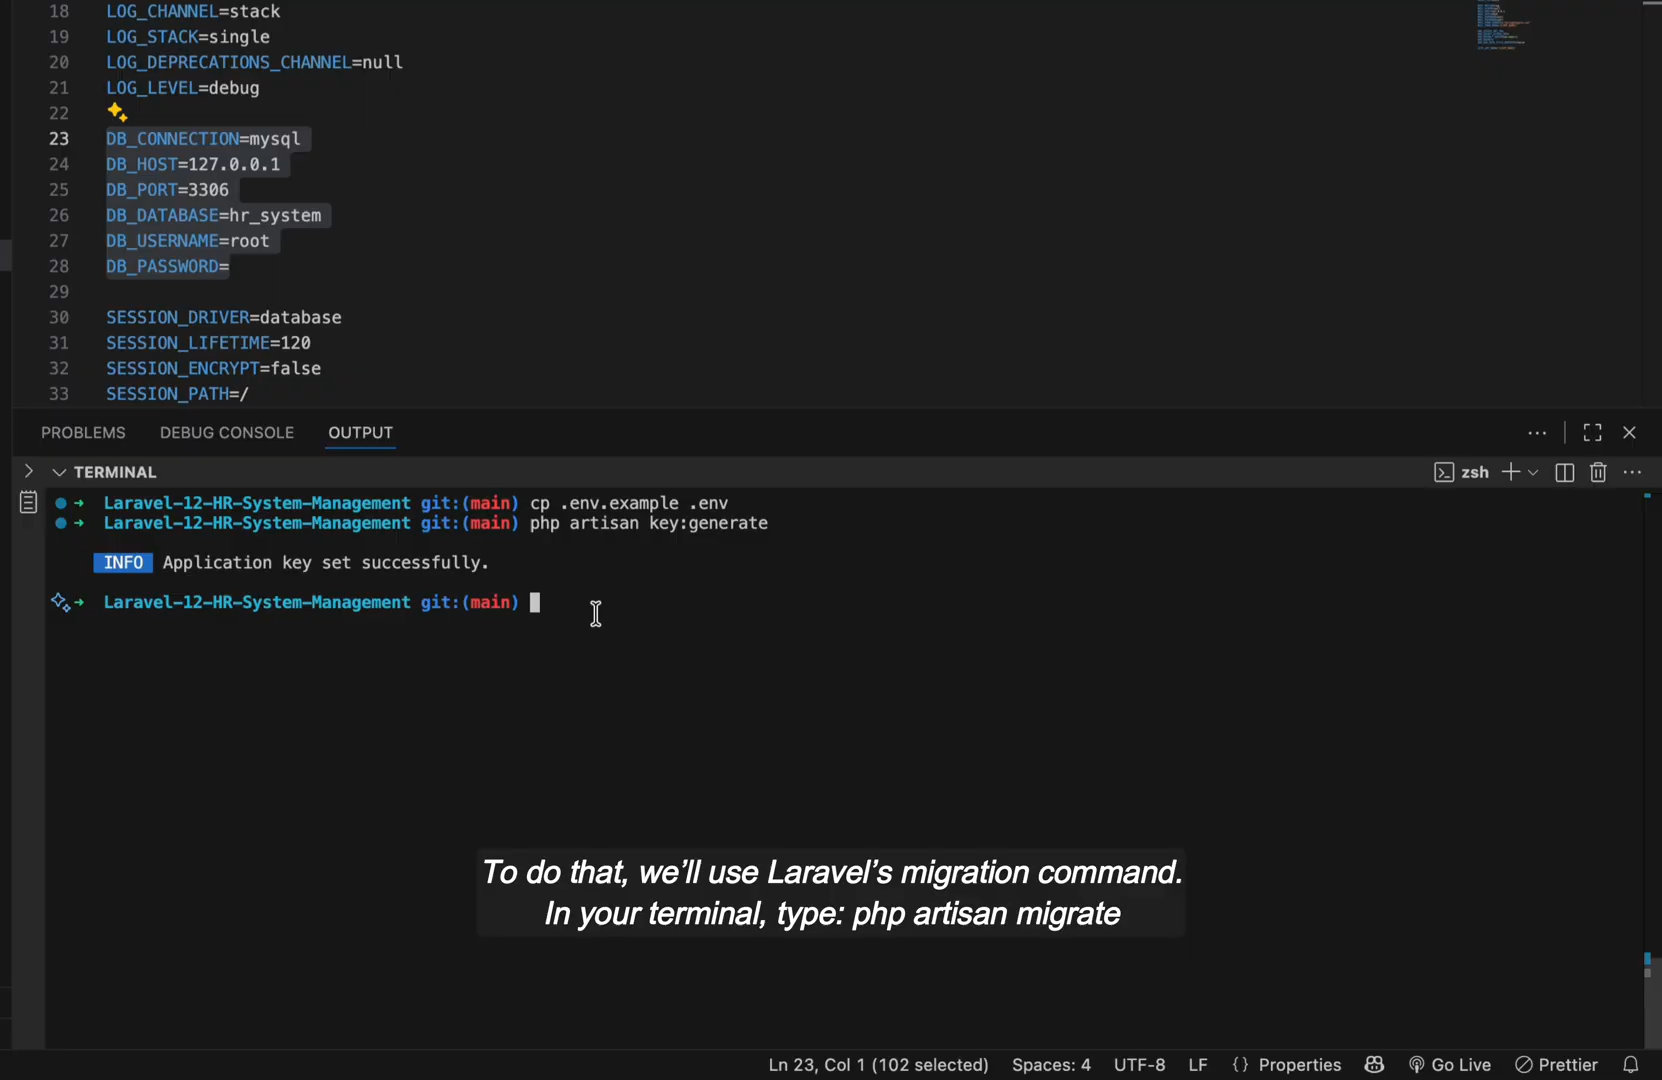 18 LOG_CHANNEL=stack
19 LOG_STACK=single
20 LOG_DEPRECATIONS_CHANNEL=null
21 LOG_LEVEL=debug
22
23 DB_CONNECTION=mysql
24 DB_HOST=127.0.0.1
25 DB_PORT=3306
26 DB_DATABASE=hr_system
27 DB_USERNAME=root
28 DB_PASSWORD=
29
30 SESSION_DRIVER=database
31 SESSION_LIFETIME=120
32 SESSION_ENCRYPT=false
33 SESSION_PATH=/
PROBLEMS DEBUG CONSOLE OUTPUT
TERMINAL zsh
Laravel-12-HR-System-Management git:(main) cp .env.example .env
Laravel-12-HR-System-Management git:(main) php artisan key:generate
INFO Application key set successfully.
Laravel-12-HR-System-Management git:(main)
To do that, we'll use Laravel's migration command.
In your terminal, type: php artisan migrate
Ln 23, Col 1 (102 selected) Spaces: 4 UTF-8 LF {} Properties Go Live Prettier